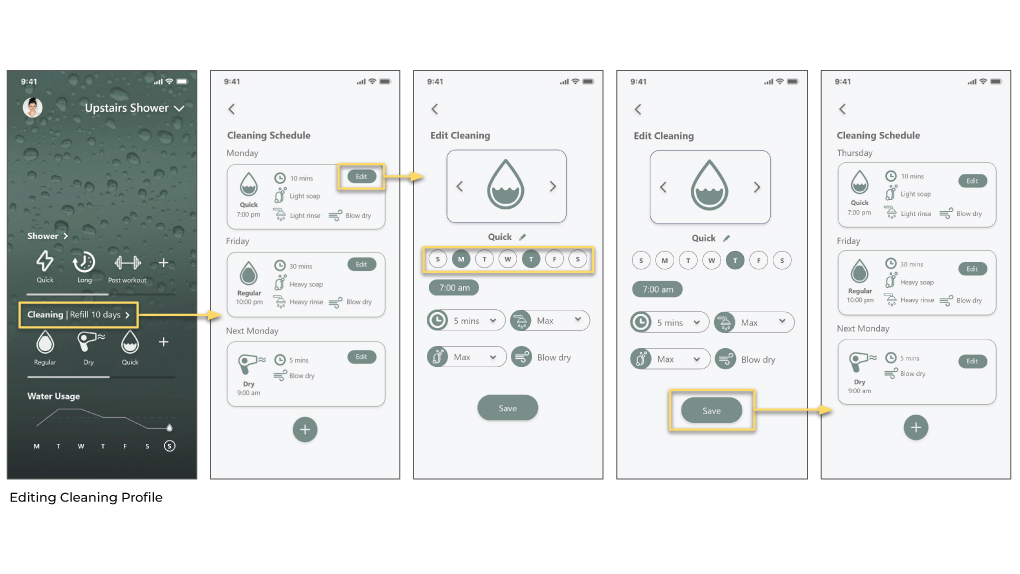 9:41
Upstairs Shower
Shower
Quick Long Post workout
Cleaning | Refill 10 days
Regular Dry Quick
Water Usage
M T W T F S S
9:41
Cleaning Schedule
Monday
10 mins
Edit
Light soap
Quick
7:00 pm
Light rinse
Blow dry
Friday
30 mins
Edit
Heavy soap
Regular
10:00 pm
Heavy rinse
Blow dry
Next Monday
5 mins
Edit
Blow dry
Dry
9:00 am
9:41
Edit Cleaning
Quick
S M T W T F S
7:00 am
5 mins Max
Max Blow dry
Save
9:41
Edit Cleaning
Quick
S M T W T F S
7:00 am
5 mins Max
Max Blow dry
Save
9:41
Cleaning Schedule
Thursday
10 mins
Edit
Light soap
Quick
7:00 pm
Light rinse
Blow dry
Friday
30 mins
Edit
Heavy soap
Regular
10:00 pm
Heavy rinse
Blow dry
Next Monday
5 mins
Edit
Blow dry
Dry
9:00 am
Editing Cleaning Profile